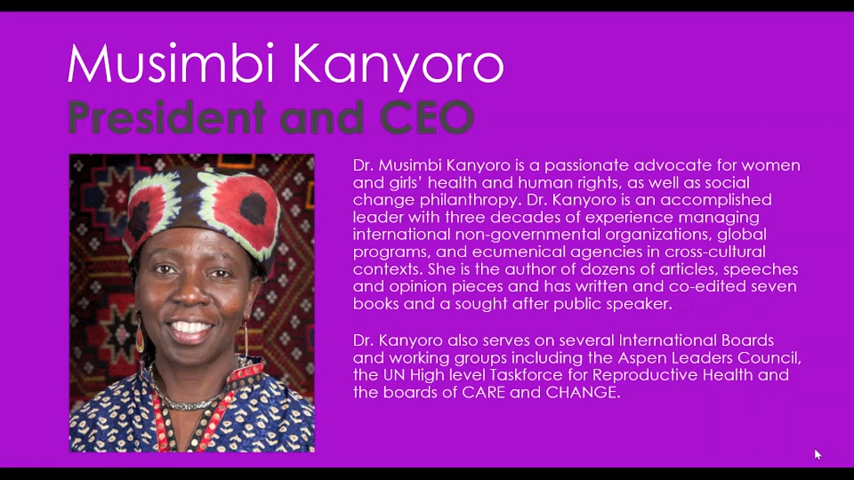 Musimbi Kanyoro
President and CEO
Dr. Musimbi Kanyoro is a passionate advocate for women
and girls' health and human rights, as well as social
change philanthropy. Dr. Kanyoro is an accomplished
leader with three decades of experience managing
international non-governmental organizations, global
programs, and ecumenical agencies in cross-cultural
contexts. She is the author of dozens of articles, speeches
and opinion pieces and has written and co-edited seven
books and a sought after public speaker.
Dr. Kanyoro also serves on several International Boards
and working groups including the Aspen Leaders Council,
the UN High level Taskforce for Reproductive Health and
the boards of CARE and CHANGE.